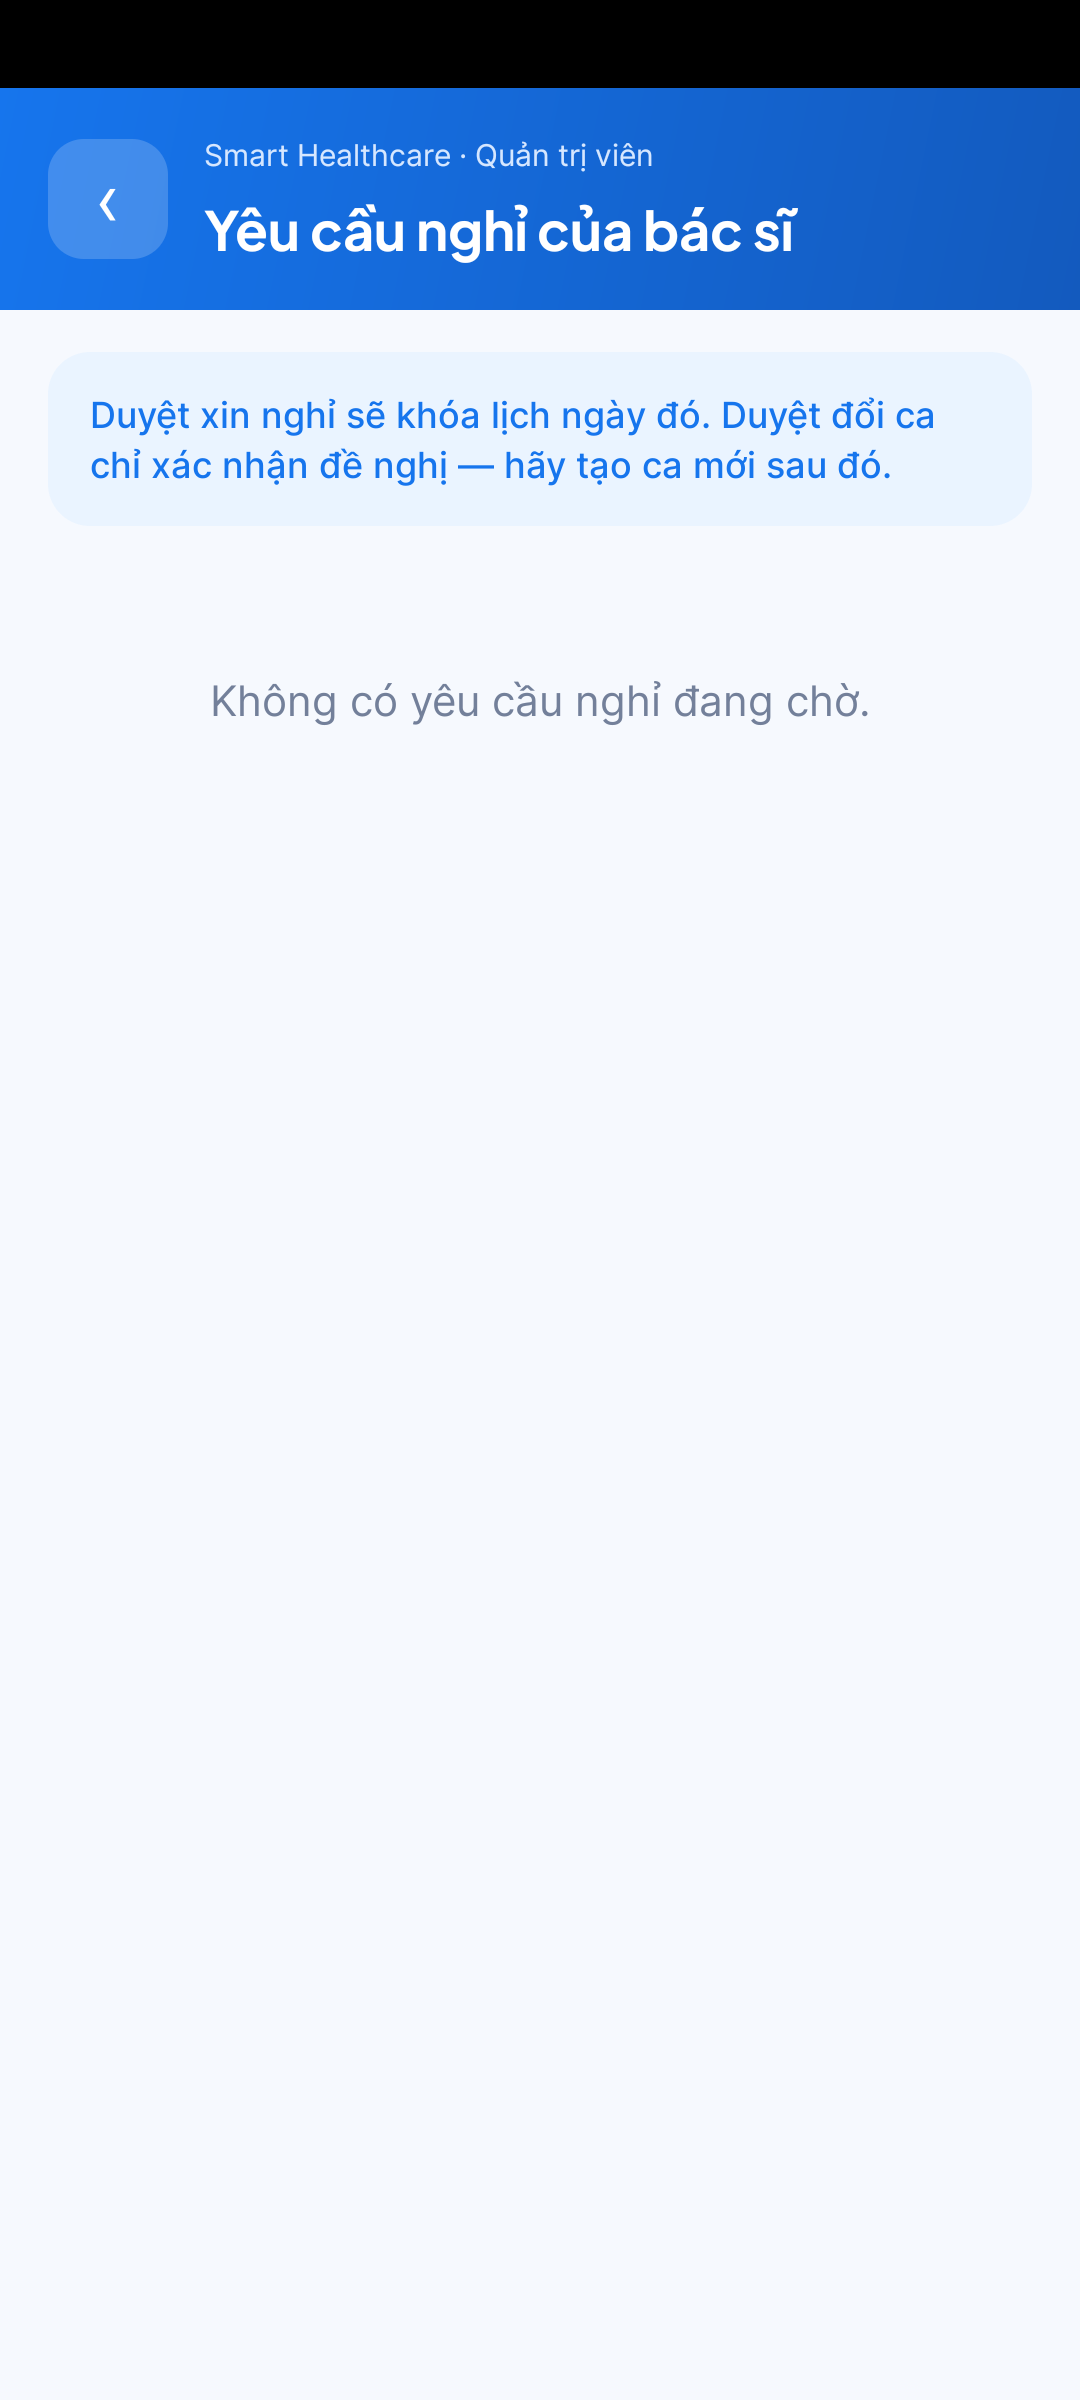 Smart Healthcare · Quản trị viên
‹
Yêu cầu nghỉ của bác sĩ
Duyệt xin nghỉ sẽ khóa lịch ngày đó. Duyệt đổi ca
chỉ xác nhận đề nghị — hãy tạo ca mới sau đó.
Không có yêu cầu nghỉ đang chờ.